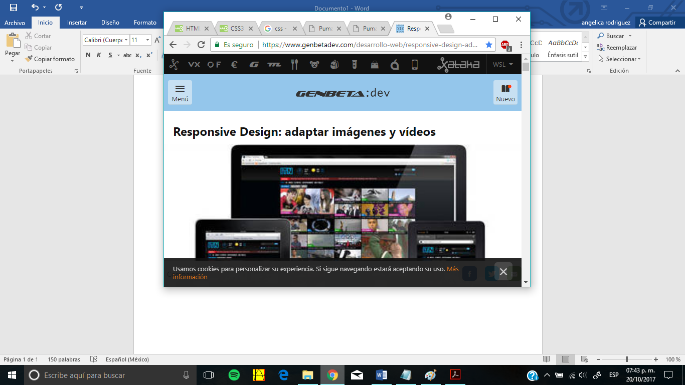 Documento1 - Word
Archivo Inicio Insertar Diseño Formato
angelica rodriguez Compartir
Pegar
Cortar
Copiar
Copiar formato
Portapapeles
Calibri (Cuerpo
N K S abc
Fuente
AaBbCcDc
Énfasis sutil
Buscar
Reemplazar
Seleccionar
Edición
HTML CSS3 css - Pum Pum Resp
Es seguro https://www.genbetadev.com/desarrollo-web/responsive-design-ad...
Xataka WSL
Menú GENBETA:dev Nuevo
Responsive Design: adaptar imágenes y vídeos
Usamos cookies para personalizar su experiencia. Si sigue navegando estará aceptando su uso. Más
información
Página 1 de 1 150 palabras Español (México) 100 %
Escribe aquí para buscar
ESP 07:43 p. m.
20/10/2017